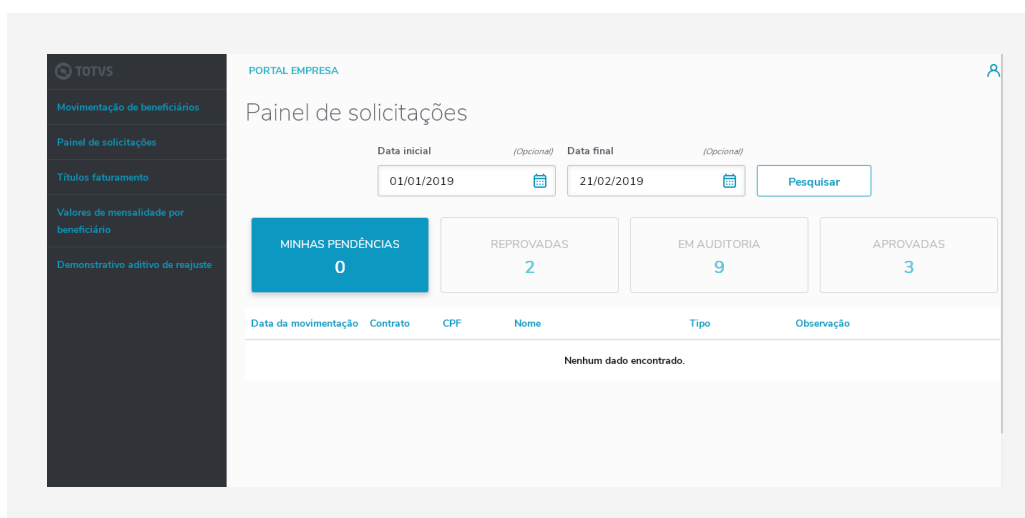 TOTVS
Movimentação de beneficiários
Painel de solicitações
Títulos faturamento
Valores de mensalidade por
beneficiário
Demonstrativo aditivo de reajuste
PORTAL EMPRESA
Painel de solicitações
Data inicial (Opcional) Data final (Opcional)
01/01/2019 21/02/2019 Pesquisar
MINHAS PENDÊNCIAS REPROVADAS EM AUDITORIA APROVADAS
0 2 9 3
Data da movimentação Contrato CPF Nome Tipo Observação
Nenhum dado encontrado.